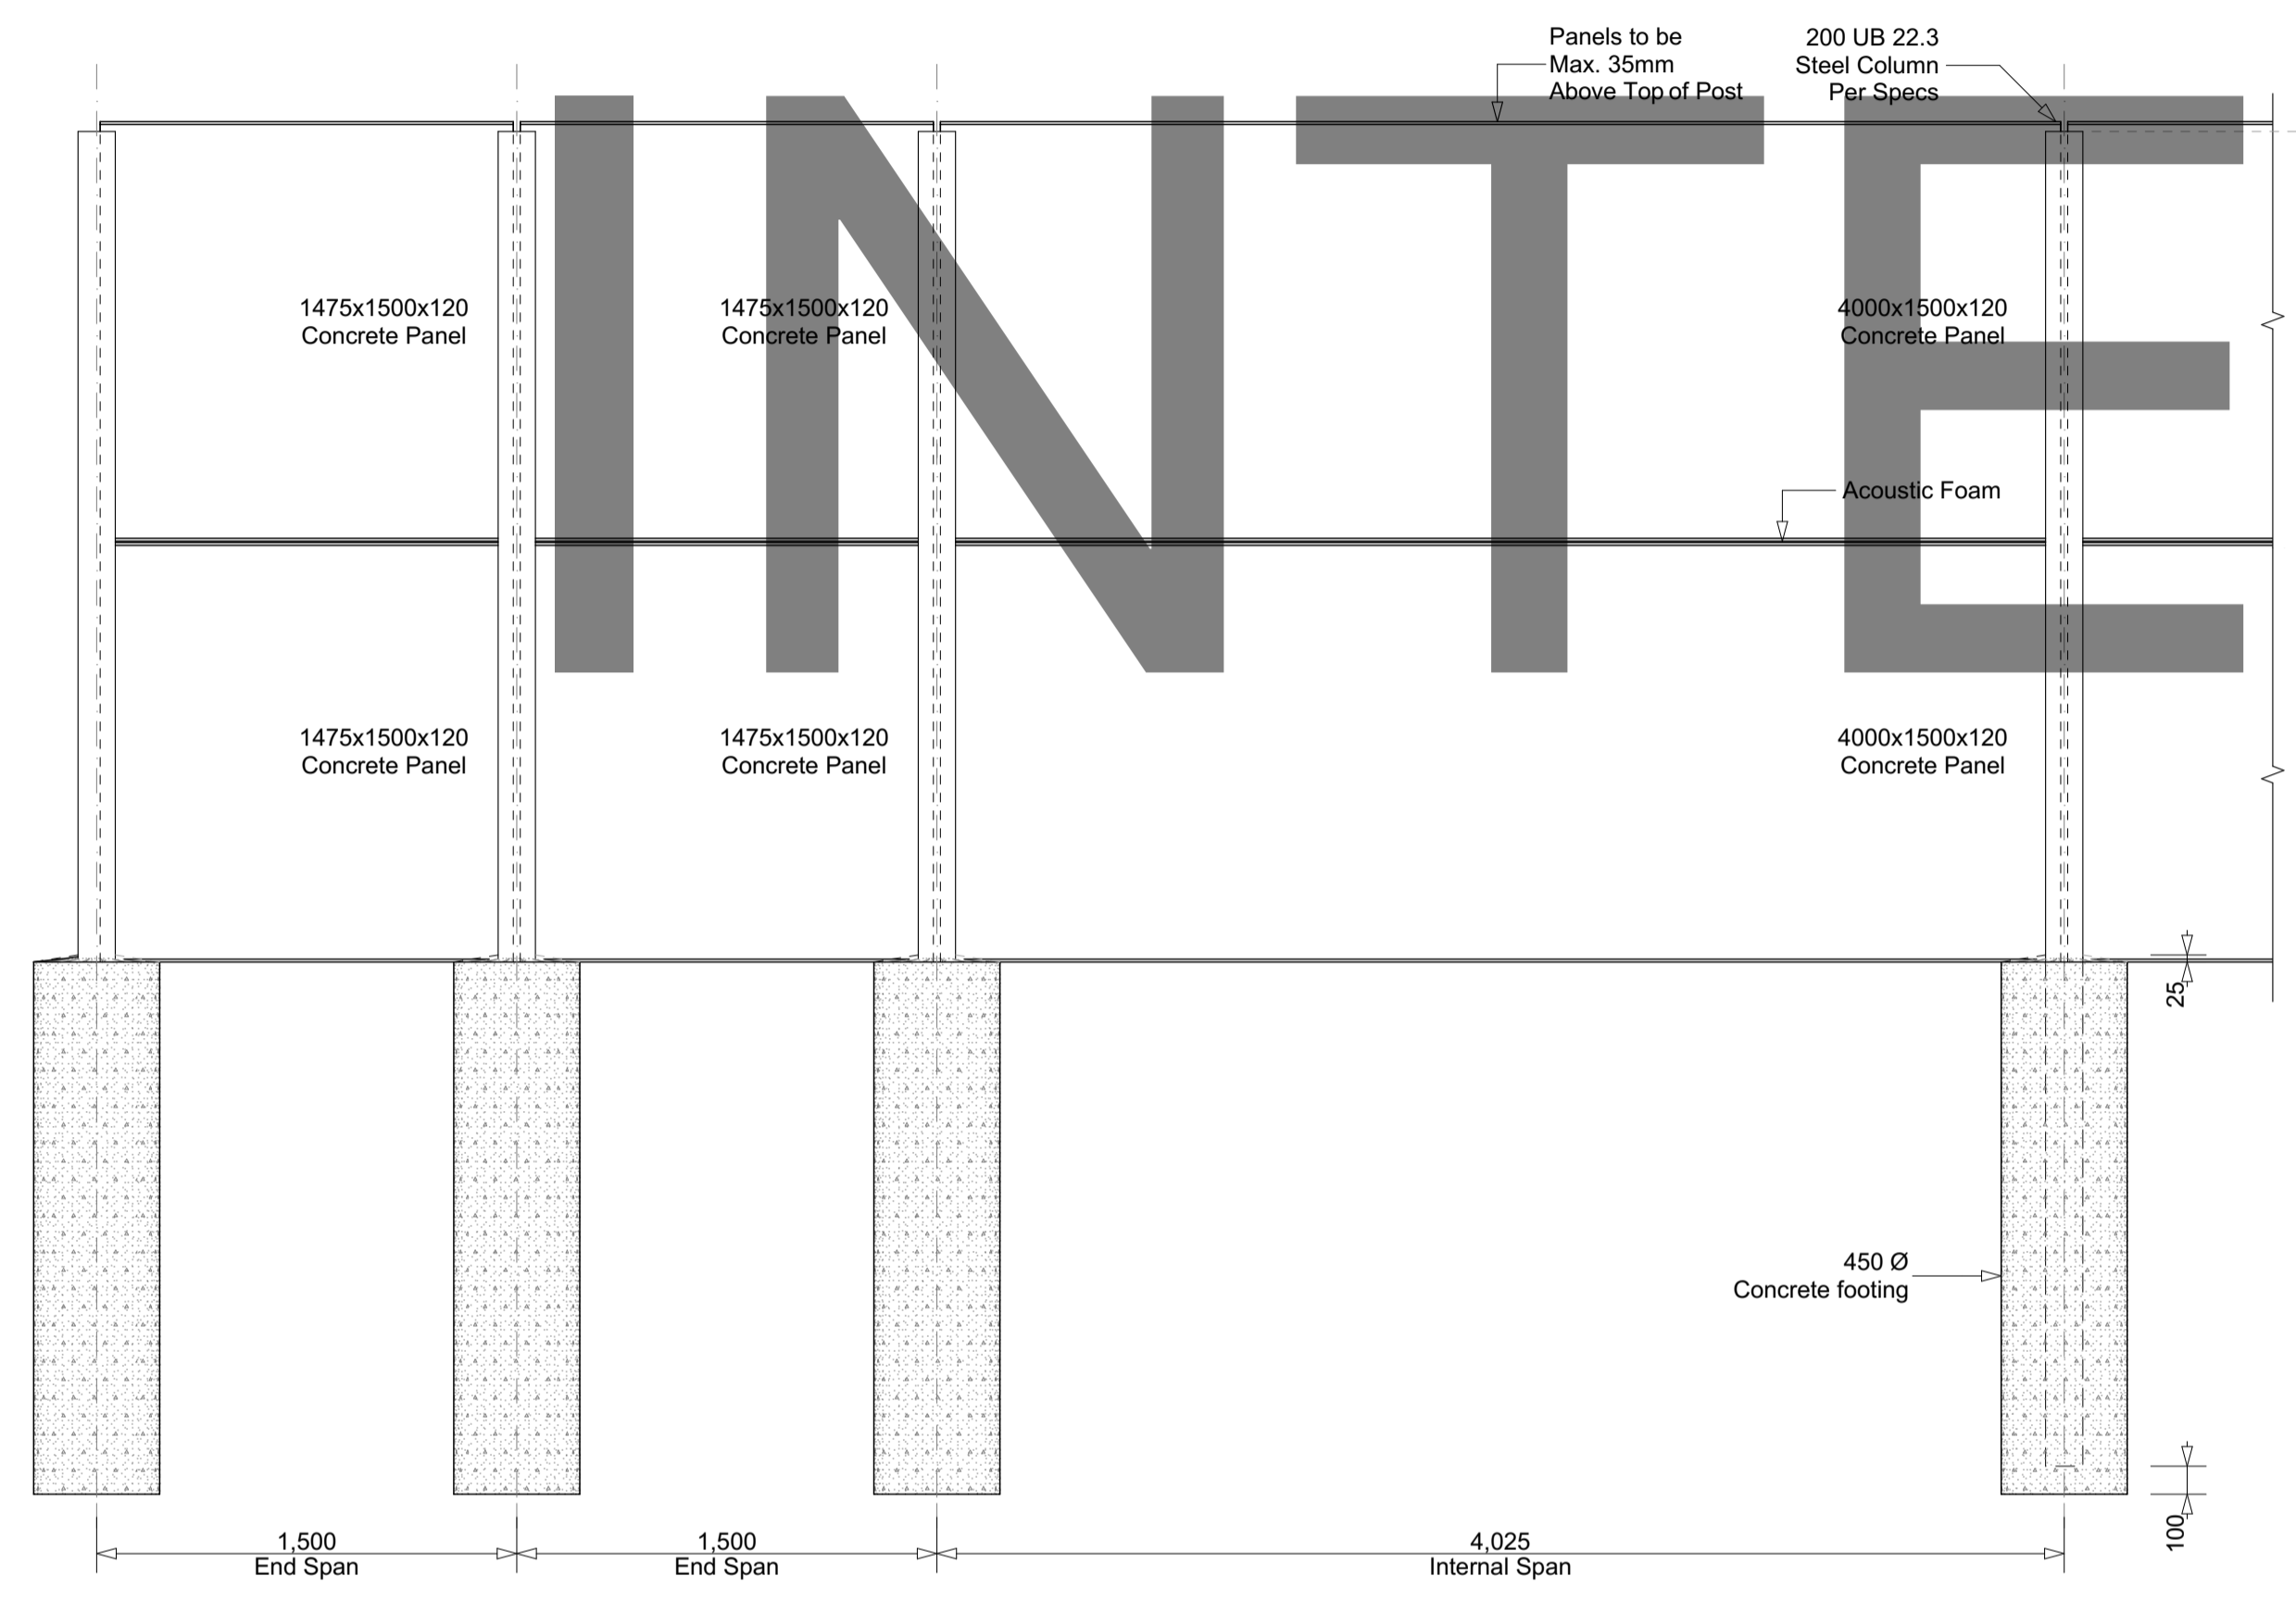 Panels to be
Max. 35mm
Above Top of Post
200 UB 22.3
Steel Column
Per Specs
INTE
1475x1500x120
Concrete Panel
1475x1500x120
Concrete Panel
4000x1500x120
Concrete Panel
Acoustic Foam
1475x1500x120
Concrete Panel
1475x1500x120
Concrete Panel
4000x1500x120
Concrete Panel
25
450 Ø
Concrete footing
100
1,500
End Span
1,500
End Span
4,025
Internal Span